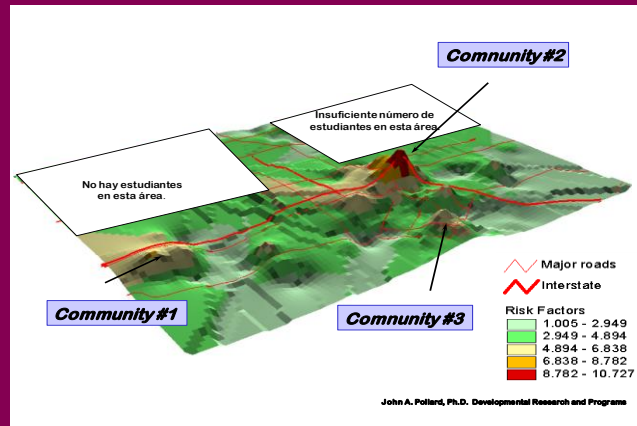 Comnunity #2
Insuficiente número de
estudiantes en esta área.
No hay estudiantes
en esta área.
Community #1
Comnunity #3
Major roads
Interstate
Risk Factors
1.005 - 2.949
2.949 - 4.894
4.894 - 6.838
6.838 - 8.782
8.782 - 10.727
John A. Pollard, Ph.D. Developmental Research and Programs